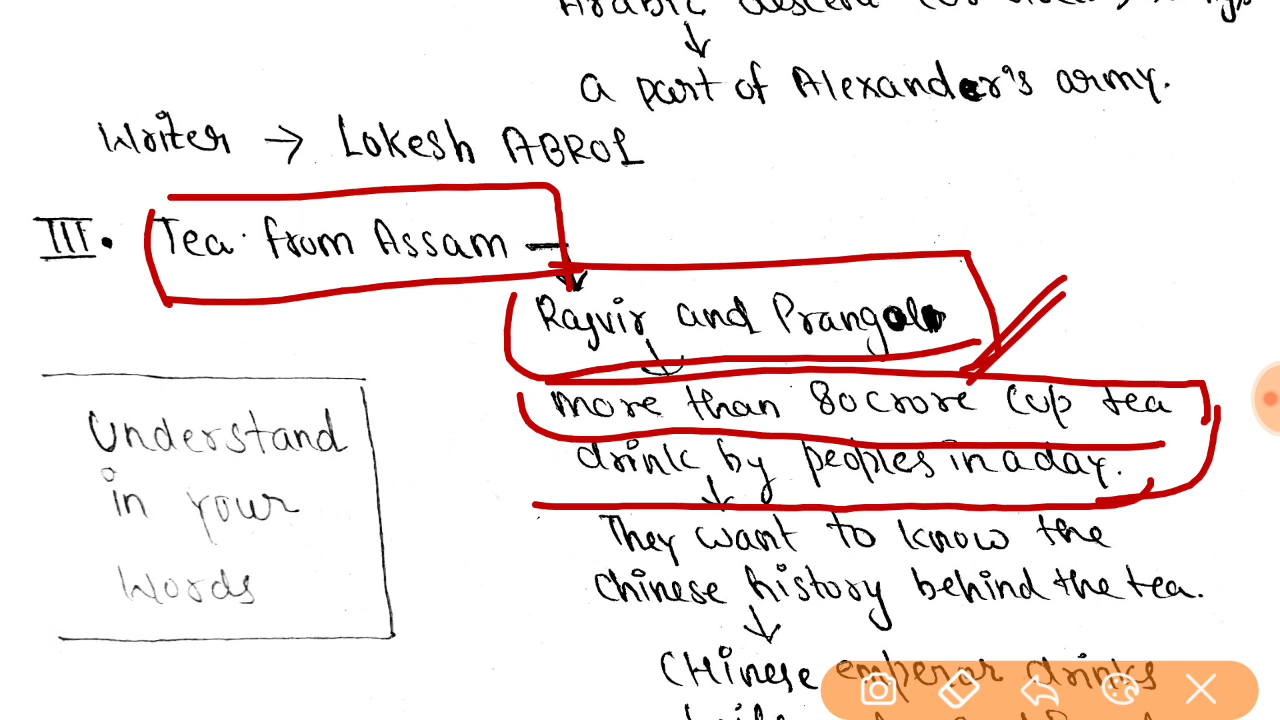 a part of Alexander's army.
Writer → Lokesh ABROL
III. Tea from Assam —
Rajvir and Prangol
more than 80 crore cup tea
drink by peoples in a day.
They want to know the
chinese history behind the tea.
CHinese emperor drinks
Understand
in your
words